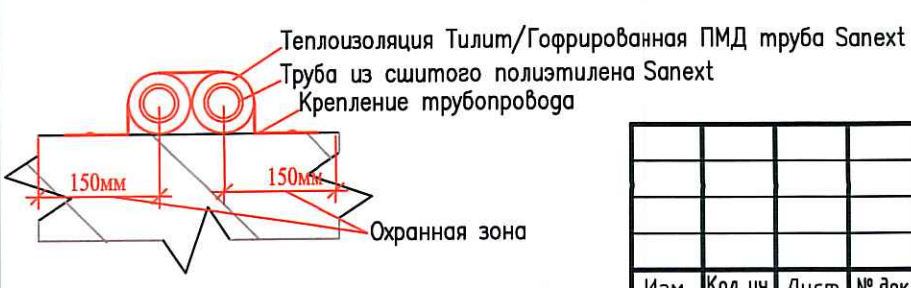 Теплоизоляция Тилит/Гофрированная ПМД труба Sanext
Труба из сшитого полиэтилена Sanext
Крепление трубопровода
150мм 150мм
Охранная зона
Изм. Кол.уч Лист № док